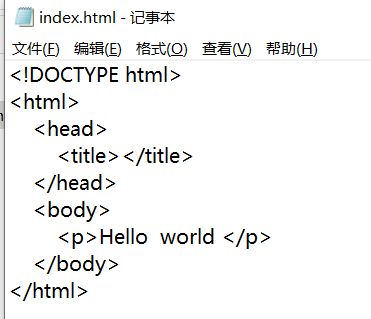 index.html - 记事本
文件(F) 编辑(E) 格式(O) 查看(V) 帮助(H)
<!DOCTYPE html>
<html>
    <head>
        <title></title>
    </head>
    <body>
        <p>Hello  world </p>
    </body>
</html>